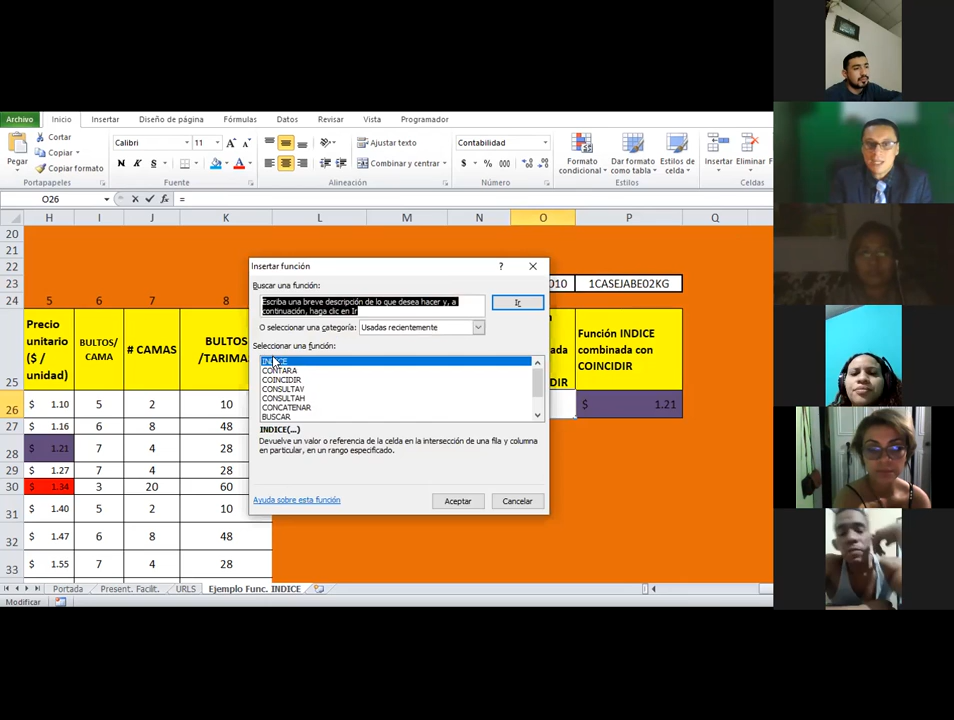 Archivo Inicio Insertar Diseño de página Fórmulas Datos Revisar Vista Programador
Cortar
Copiar
Copiar formato
Pegar
Calibri 11
N K S
Ajustar texto
Combinar y centrar
Contabilidad
$ % 000
Formato condicional
Dar formato como tabla
Estilos de celda
Insertar Eliminar
Portapapeles Fuente Alineación Número Estilos Celda
O26 fx =
H I J K L M N O P Q
20
21
22
23 010 1CASEJABE02KG
24 5 6 7 8
25 Precio unitario ($ / unidad) BULTOS/ CAMA # CAMAS BULTOS /TARIMA Función INDICE combinada con COINCIDIR
26 $ 1.10 5 2 10 $ 1.21
27 $ 1.16 6 8 48
28 $ 1.21 7 4 28
29 $ 1.27 7 4 28
30 $ 1.34 3 20 60
31 $ 1.40 5 2 10
32 $ 1.47 6 8 48
33 $ 1.55 7 4 28
Insertar función ?
Buscar una función:
Escriba una breve descripción de lo que desea hacer y, a
continuación, haga clic en Ir
Ir
O seleccionar una categoría: Usadas recientemente
Seleccionar una función:
INDICE
CONTARA
COINCIDIR
CONSULTAV
CONSULTAH
CONCATENAR
BUSCAR
INDICE(...)
Devuelve un valor o referencia de la celda en la intersección de una fila y columna
en particular, en un rango especificado.
Ayuda sobre esta función
Aceptar Cancelar
Portada Present. Facilit. URLS Ejemplo Func. INDICE
Modificar